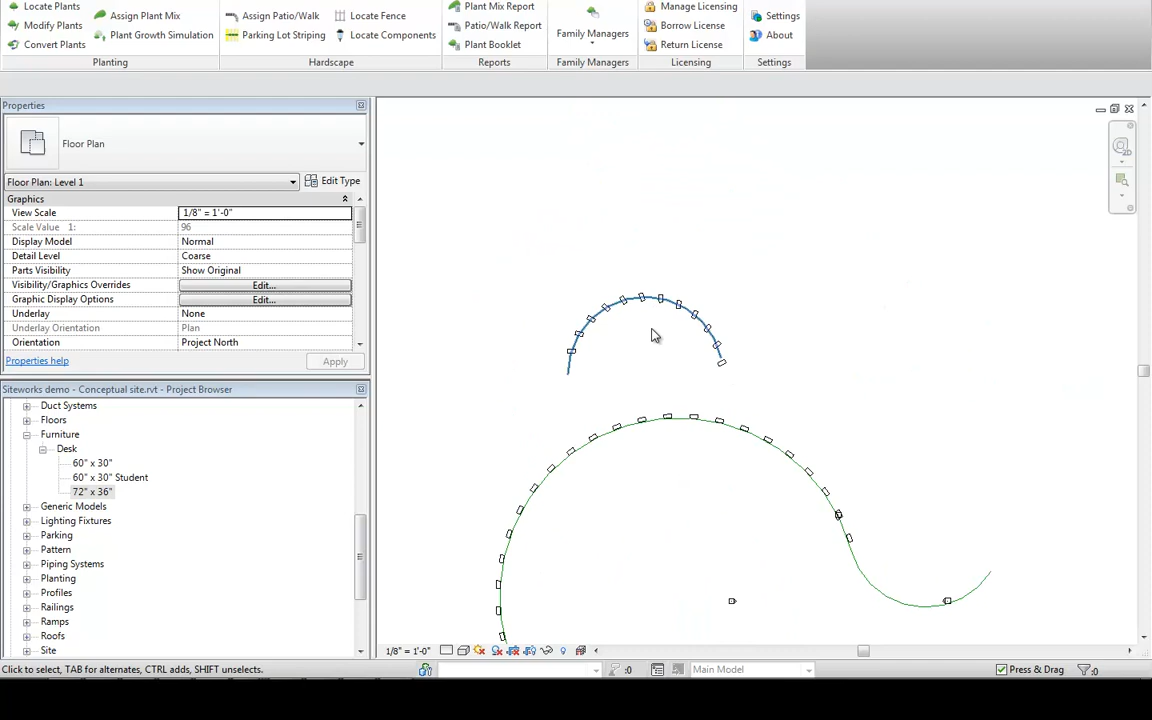 Locate Plants
Modify Plants
Convert Plants
Assign Plant Mix
Plant Growth Simulation
Planting
Assign Patio/Walk
Parking Lot Striping
Locate Fence
Locate Components
Hardscape
Plant Mix Report
Patio/Walk Report
Plant Booklet
Reports
Family Managers
Family Managers
Manage Licensing
Borrow License
Return License
Licensing
Settings
About
Settings
Properties
Floor Plan
Floor Plan: Level 1
Edit Type
Graphics
View Scale 1/8" = 1'-0"
Scale Value 1: 96
Display Model Normal
Detail Level Coarse
Parts Visibility Show Original
Visibility/Graphics Overrides Edit...
Graphic Display Options Edit...
Underlay None
Underlay Orientation Plan
Orientation Project North
Properties help
Apply
Siteworks demo - Conceptual site.rvt - Project Browser
Duct Systems
Floors
Furniture
Desk
60" x 30"
60" x 30" Student
72" x 36"
Generic Models
Lighting Fixtures
Parking
Pattern
Piping Systems
Planting
Profiles
Railings
Ramps
Roofs
Site
2D
1/8" = 1'-0"
Click to select, TAB for alternates, CTRL adds, SHIFT unselects.
:0
Main Model
Press & Drag
:0